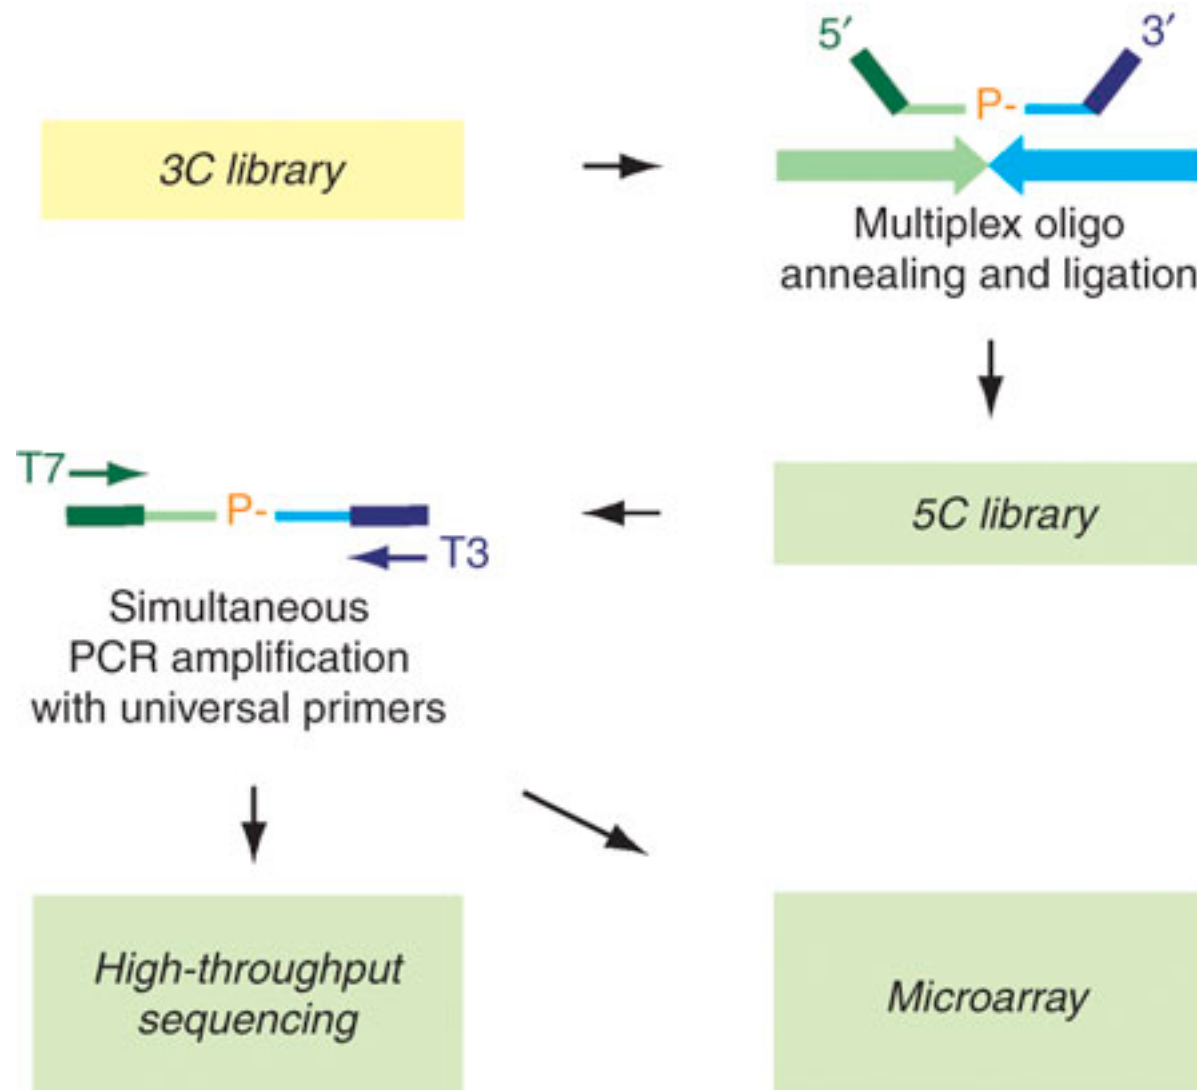 5′ 3′
P-
3C library
Multiplex oligo
annealing and ligation
5C library
T7
P-
T3
Simultaneous
PCR amplification
with universal primers
High-throughput
sequencing
Microarray